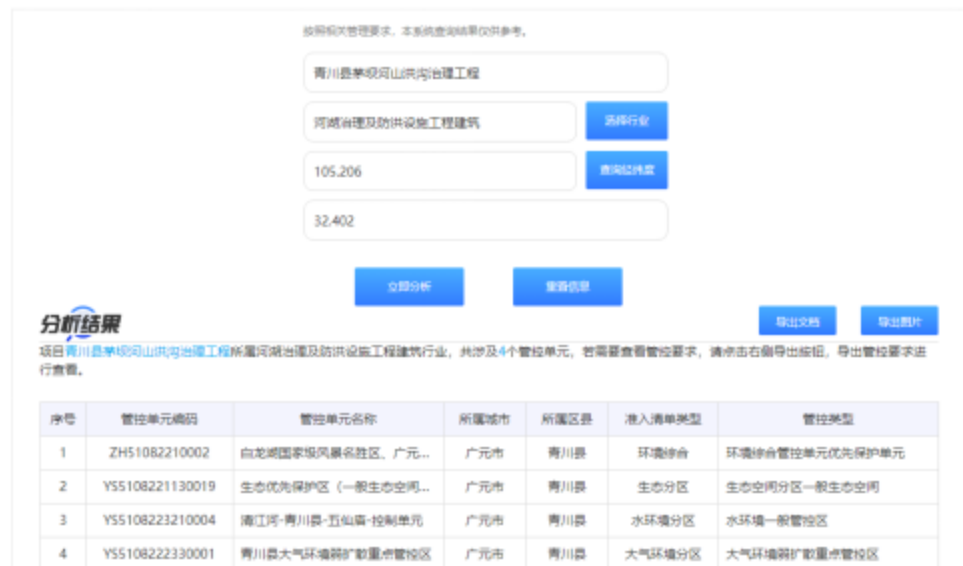 按照相关管理要求，本系统查询结果仅供参考。
青川县茅坝河山洪沟治理工程
河湖治理及防洪设施工程建筑
选择行业
105.206
查询经纬度
32.402
立即分析
重置信息
分析结果
导出文档
导出图片
项目青川县茅坝河山洪沟治理工程所属河湖治理及防洪设施工程建筑行业，共涉及4个管控单元，若需要查看管控要求，请点击右侧导出按钮，导出管控要求进
行查看。
序号 管控单元编码 管控单元名称 所属城市 所属区县 准入清单类型 管控类型
1 ZH51082210002 白龙湖国家级风景名胜区、广元... 广元市 青川县 环境综合 环境综合管控单元优先保护单元
2 YS5108221130019 生态优先保护区（一般生态空间... 广元市 青川县 生态分区 生态空间分区一般生态空间
3 YS5108223210004 清江河-青川县-五仙庙-控制单元 广元市 青川县 水环境分区 水环境一般管控区
4 YS5108222330001 青川县大气环境弱扩散重点管控区 广元市 青川县 大气环境分区 大气环境弱扩散重点管控区